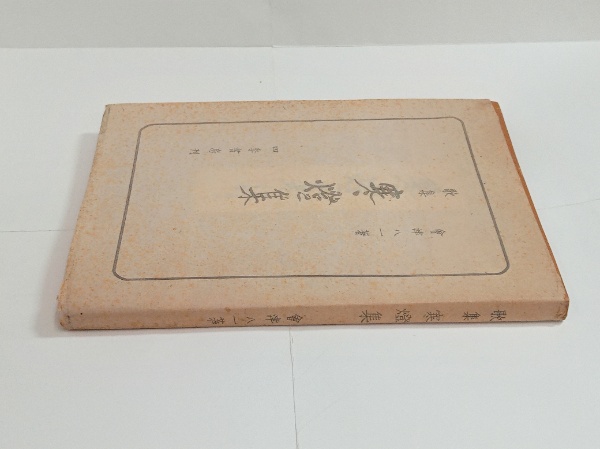 會津八一著
歌集
寒燈集
四季書房刊
歌集 寒燈集 會津八一著